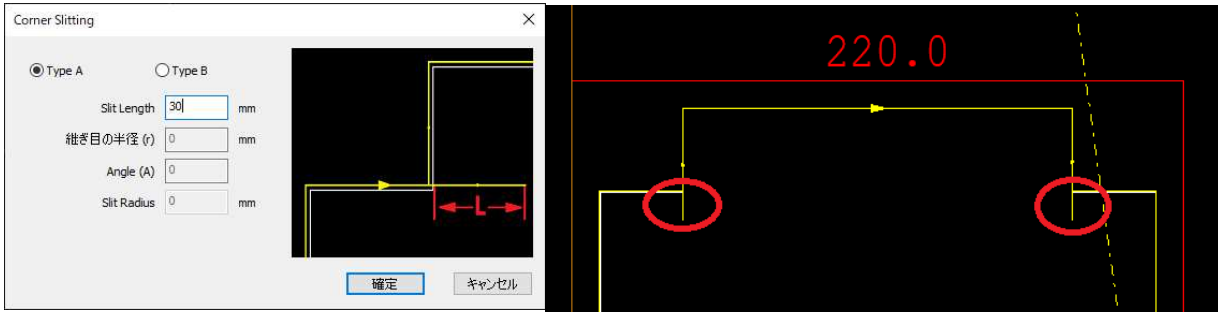 Corner Slitting
Type A
Type B
Slit Length 30 mm
継ぎ目の半径 (r) 0 mm
Angle (A) 0
Slit Radius 0 mm
L
確定
キャンセル
220.0